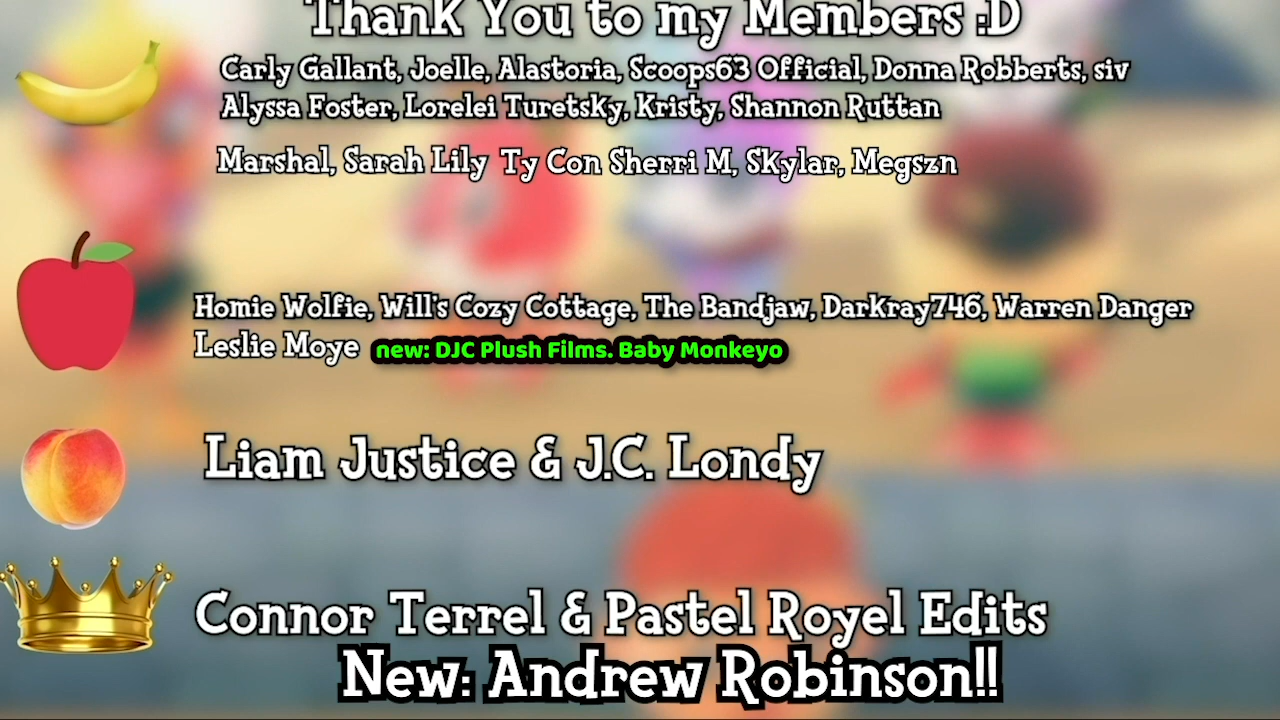 Thank You to my Members :D
Carly Gallant, Joelle, Alastoria, Scoops63 Official, Donna Robberts, siv
Alyssa Foster, Lorelei Turetsky, Kristy, Shannon Ruttan
Marshal, Sarah Lily Ty Con Sherri M, Skylar, Megszn
Homie Wolfie, Will's Cozy Cottage, The Bandjaw, Darkray746, Warren Danger
Leslie Moye new: DJC Plush Films. Baby Monkeyo
Liam Justice & J.C. Londy
Connor Terrel & Pastel Royel Edits
New: Andrew Robinson!!